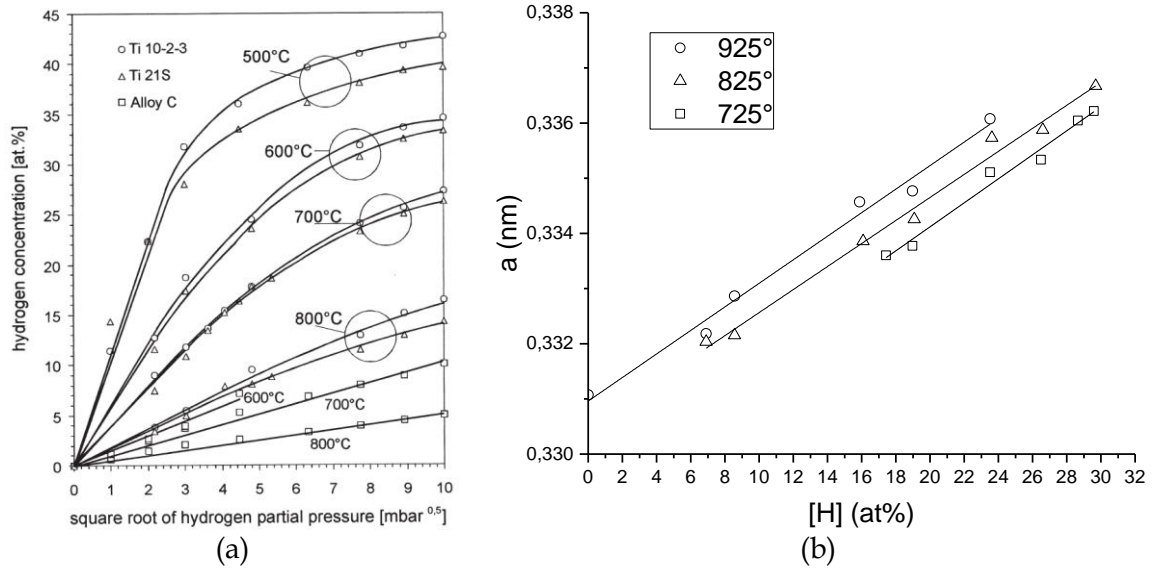 45
40
35
30
25
20
15
10
5
0
hydrogen concentration [at.%]
Ti 10-2-3
Ti 21S
Alloy C
500°C
600°C
700°C
800°C
600°C
700°C
800°C
0 1 2 3 4 5 6 7 8 9 10
square root of hydrogen partial pressure [mbar 0,5]
(a)
0,338
0,336
0,334
0,332
0,330
a (nm)
925°
825°
725°
0 2 4 6 8 10 12 14 16 18 20 22 24 26 28 30 32
[H] (at%)
(b)